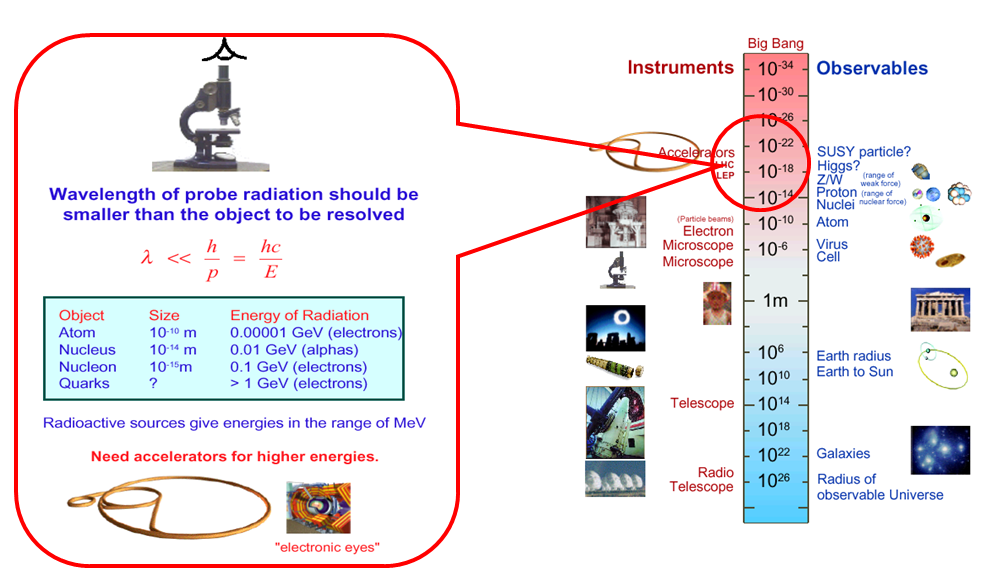 Wavelength of probe radiation should be
smaller than the object to be resolved
λ << h/p = hc/E
Object Size Energy of Radiation
Atom 10⁻¹⁰ m 0.00001 GeV (electrons)
Nucleus 10⁻¹⁴ m 0.01 GeV (alphas)
Nucleon 10⁻¹⁵m 0.1 GeV (electrons)
Quarks ? > 1 GeV (electrons)
Radioactive sources give energies in the range of MeV
Need accelerators for higher energies.
"electronic eyes"
Big Bang
Instruments
Accelerators
LHC
LEP
(Particle beams)
Electron
Microscope
Microscope
Telescope
Radio
Telescope
10⁻³⁴
10⁻³⁰
10⁻²⁶
10⁻²²
10⁻¹⁸
10⁻¹⁴
10⁻¹⁰
10⁻⁶
1m
10⁶
10¹⁰
10¹⁴
10¹⁸
10²²
10²⁶
Observables
SUSY particle?
Higgs?
Z/W (range of
weak force)
Proton (range of
Nuclei nuclear force)
Atom
Virus
Cell
Earth radius
Earth to Sun
Galaxies
Radius of
observable Universe